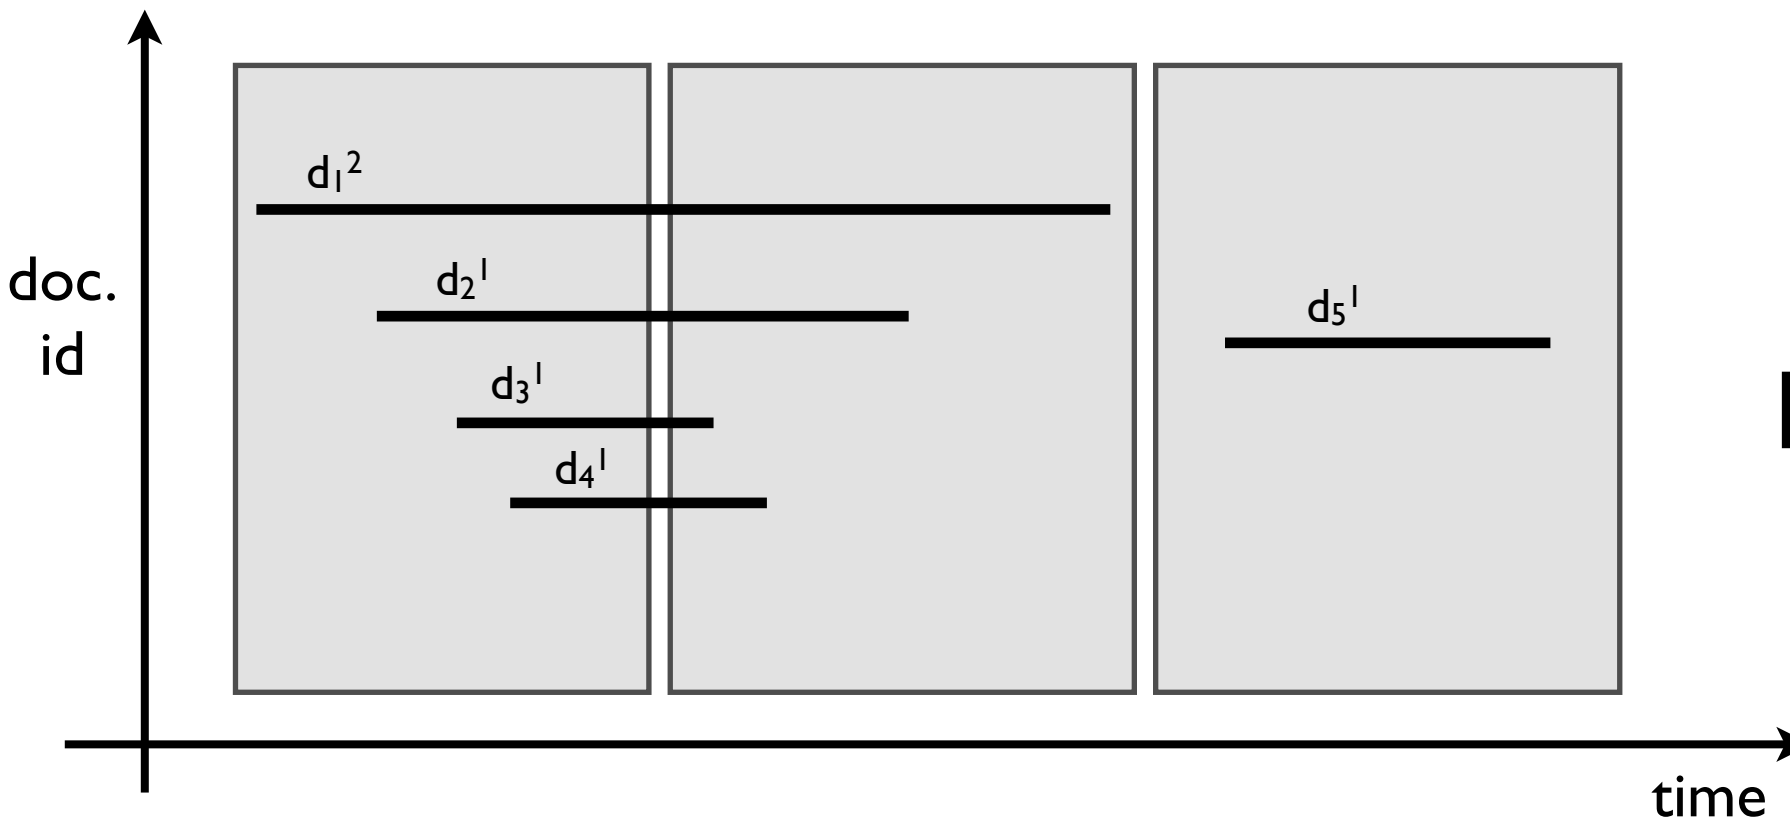 d₁²
d₂¹
doc.
id
d₅¹
d₃¹
d₄¹
time